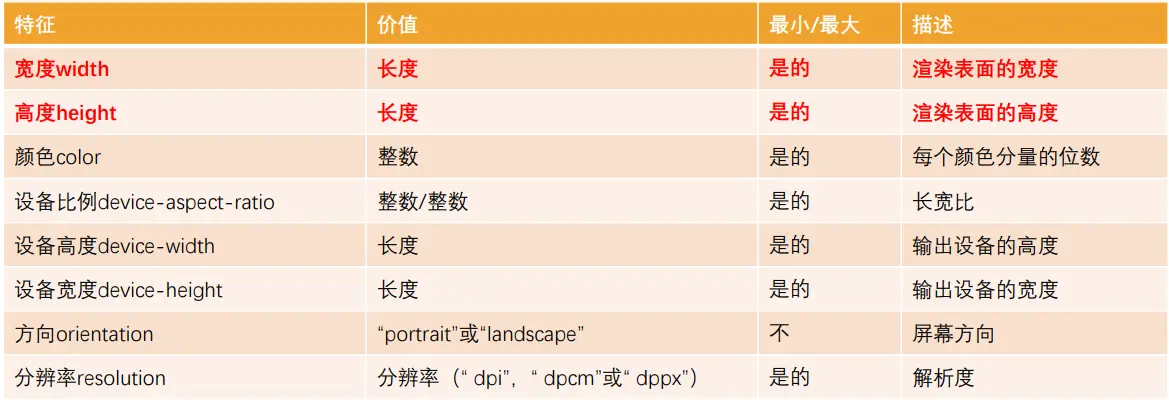 特征 价值 最小/最大 描述
宽度width 长度 是的 渲染表面的宽度
高度height 长度 是的 渲染表面的高度
颜色color 整数 是的 每个颜色分量的位数
设备比例device-aspect-ratio 整数/整数 是的 长宽比
设备高度device-width 长度 是的 输出设备的高度
设备宽度device-height 长度 是的 输出设备的宽度
方向orientation “portrait”或“landscape” 不 屏幕方向
分辨率resolution 分辨率（“ dpi”，“ dpcm”或“ dppx”） 是的 解析度